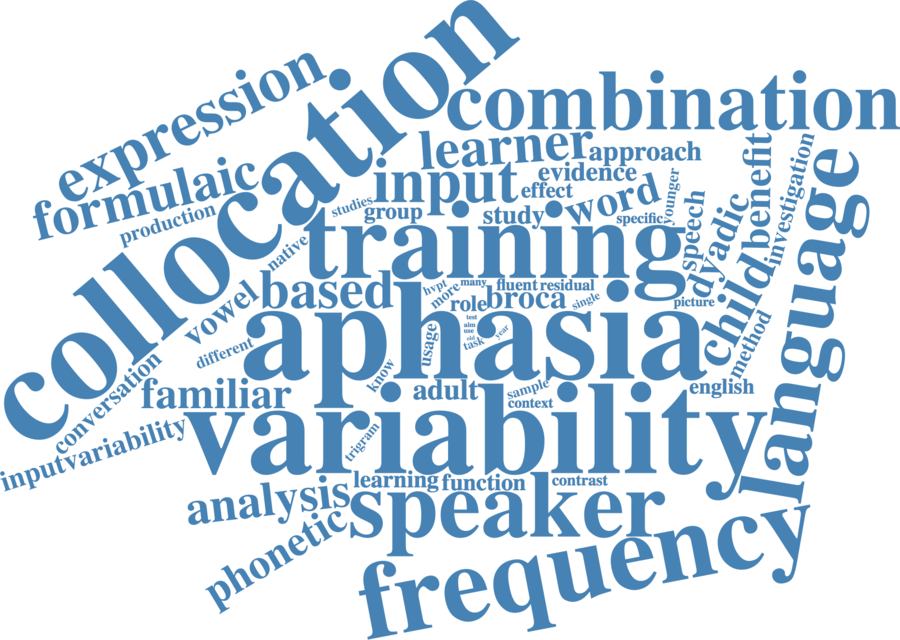 collocation
expression
combination
formulaic
learner
approach
evidence
input
effect
word
younger
benefit
investigation
production
studies
group
study
specific
speech
dyadic
language
native
training
child
vowel
based
hvpt
more
many
fluent
residual
role
broca
single
picture
method
different
aphasia
usage
test
aim
use
old
task
year
conversation
familiar
know
adult
sample
context
english
inputvariability
variability
trigram
analysis
learning
function
contrast
phonetic
speaker
frequency